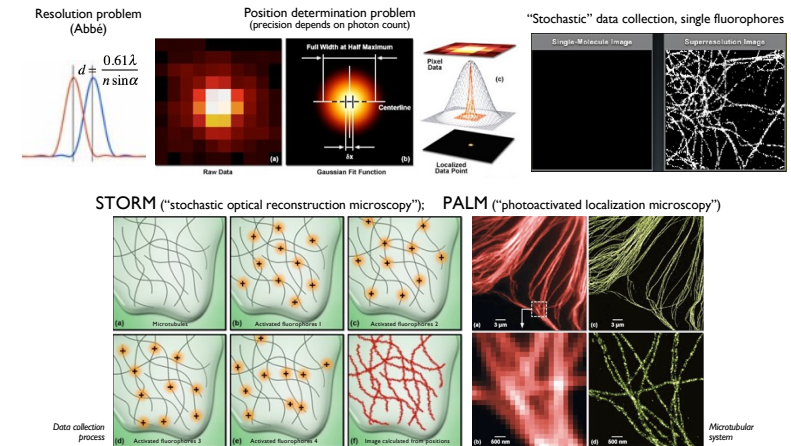 Resolution problem
(Abbé)
d = 0.61λ
n sinα
Position determination problem
(precision depends on photon count)
(a)
Raw Data
Full Width at Half Maximum
Centerline
δx
(b)
Gaussian Fit Function
Pixel
Data
(c)
Localized
Data Point
“Stochastic” data collection, single fluorophores
Single-Molecule Image
Superresolution Image
STORM (“stochastic optical reconstruction microscopy”);
PALM (“photoactivated localization microscopy”)
(a) Microtubules
(b) Activated fluorophores 1
(c) Activated fluorophores 2
(d) Activated fluorophores 3
(e) Activated fluorophores 4
(f) Image calculated from positions
Data collection
process
(a) 3 µm
(c) 3 µm
(b) 500 nm
(d) 500 nm
Microtubular
system